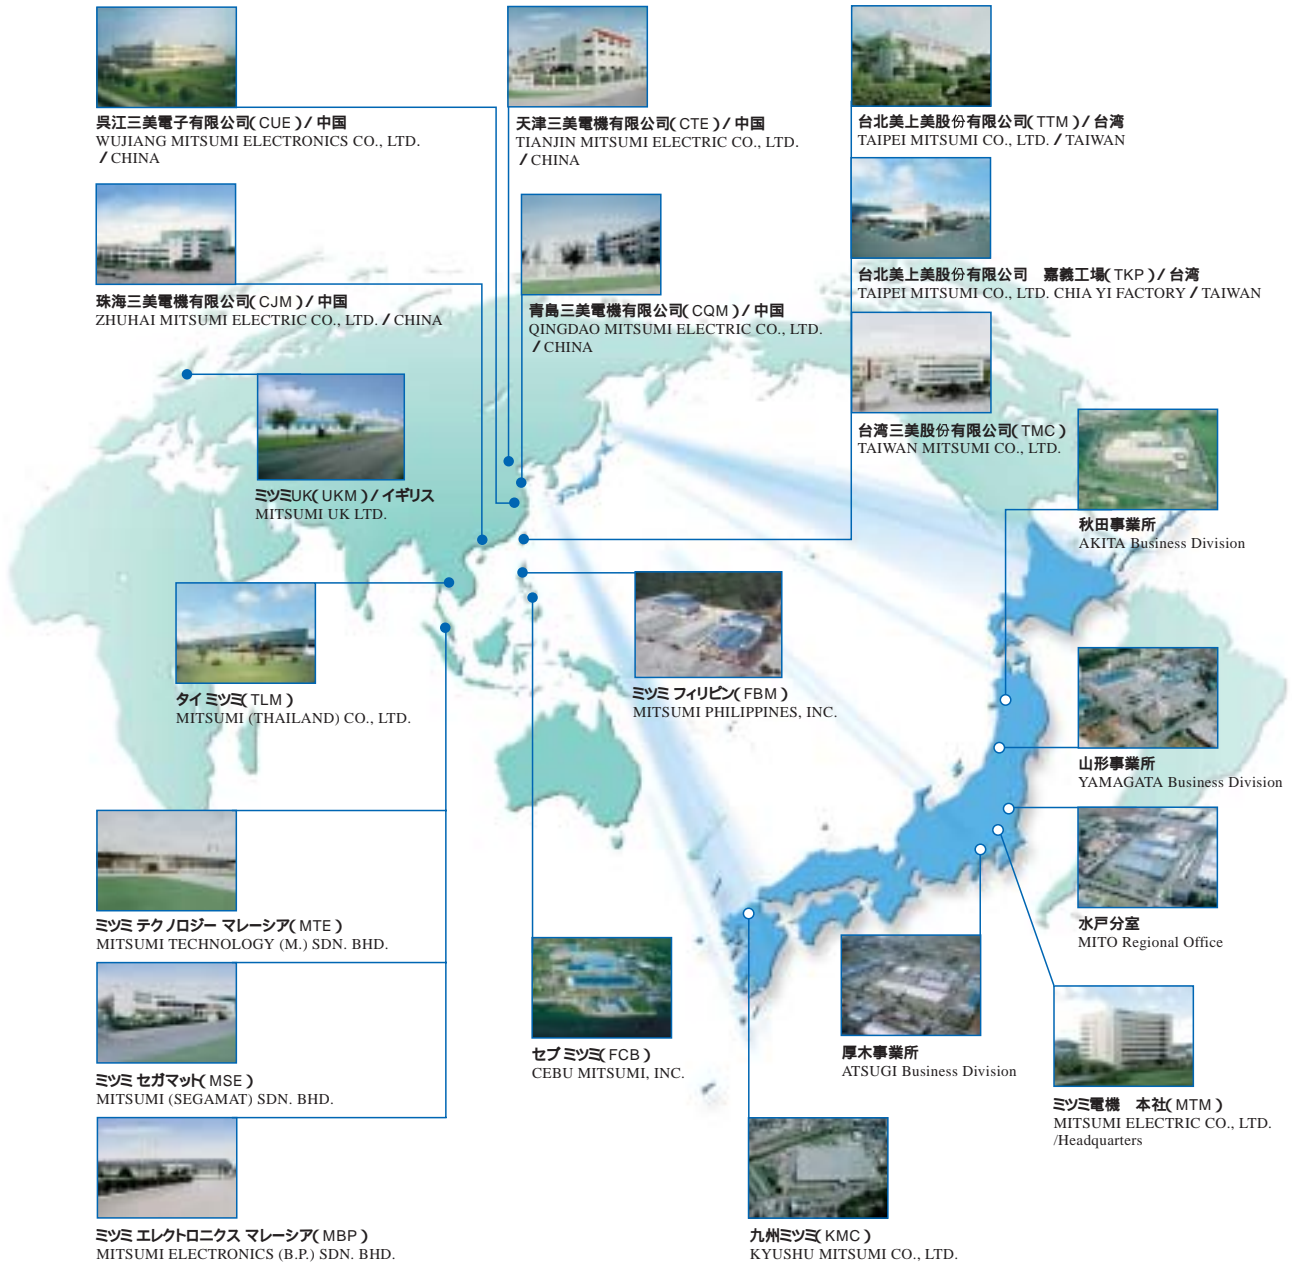 呉江三美電子有限公司(CUE)/中国
WUJIANG MITSUMI ELECTRONICS CO., LTD.
/CHINA
天津三美電機有限公司(CTE)/中国
TIANJIN MITSUMI ELECTRIC CO., LTD.
/CHINA
台北美上美股份有限公司(TTM)/台湾
TAIPEI MITSUMI CO., LTD. / TAIWAN
珠海三美電機有限公司(CJM)/中国
ZHUHAI MITSUMI ELECTRIC CO., LTD. / CHINA
青島三美電機有限公司(CQM)/中国
QINGDAO MITSUMI ELECTRIC CO., LTD.
/CHINA
台北美上美股份有限公司 嘉義工場(TKP)/台湾
TAIPEI MITSUMI CO., LTD. CHIA YI FACTORY / TAIWAN
台湾三美股份有限公司(TMC)
TAIWAN MITSUMI CO., LTD.
ミツミUK(UKM)/イギリス
MITSUMI UK LTD.
秋田事業所
AKITA Business Division
タイ ミツミ(TLM)
MITSUMI (THAILAND) CO., LTD.
ミツミ フィリピン(FBM)
MITSUMI PHILIPPINES, INC.
山形事業所
YAMAGATA Business Division
ミツミ テクノロジー マレーシア(MTE)
MITSUMI TECHNOLOGY (M.) SDN. BHD.
水戸分室
MITO Regional Office
セブ ミツミ(FCB)
CEBU MITSUMI, INC.
厚木事業所
ATSUGI Business Division
ミツミ セガマット(MSE)
MITSUMI (SEGAMAT) SDN. BHD.
ミツミ電機 本社(MTM)
MITSUMI ELECTRIC CO., LTD.
/Headquarters
ミツミ エレクトロニクス マレーシア(MBP)
MITSUMI ELECTRONICS (B.P.) SDN. BHD.
九州ミツミ(KMC)
KYUSHU MITSUMI CO., LTD.